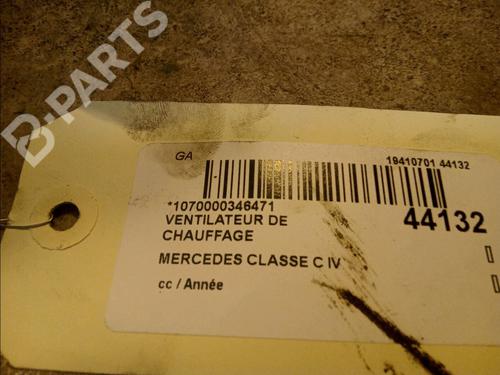 B-PARTS
GA
19410701 44132
*1070000346471
44132
VENTILATEUR DE
CHAUFFAGE
MERCEDES CLASSE C IV
cc / Année